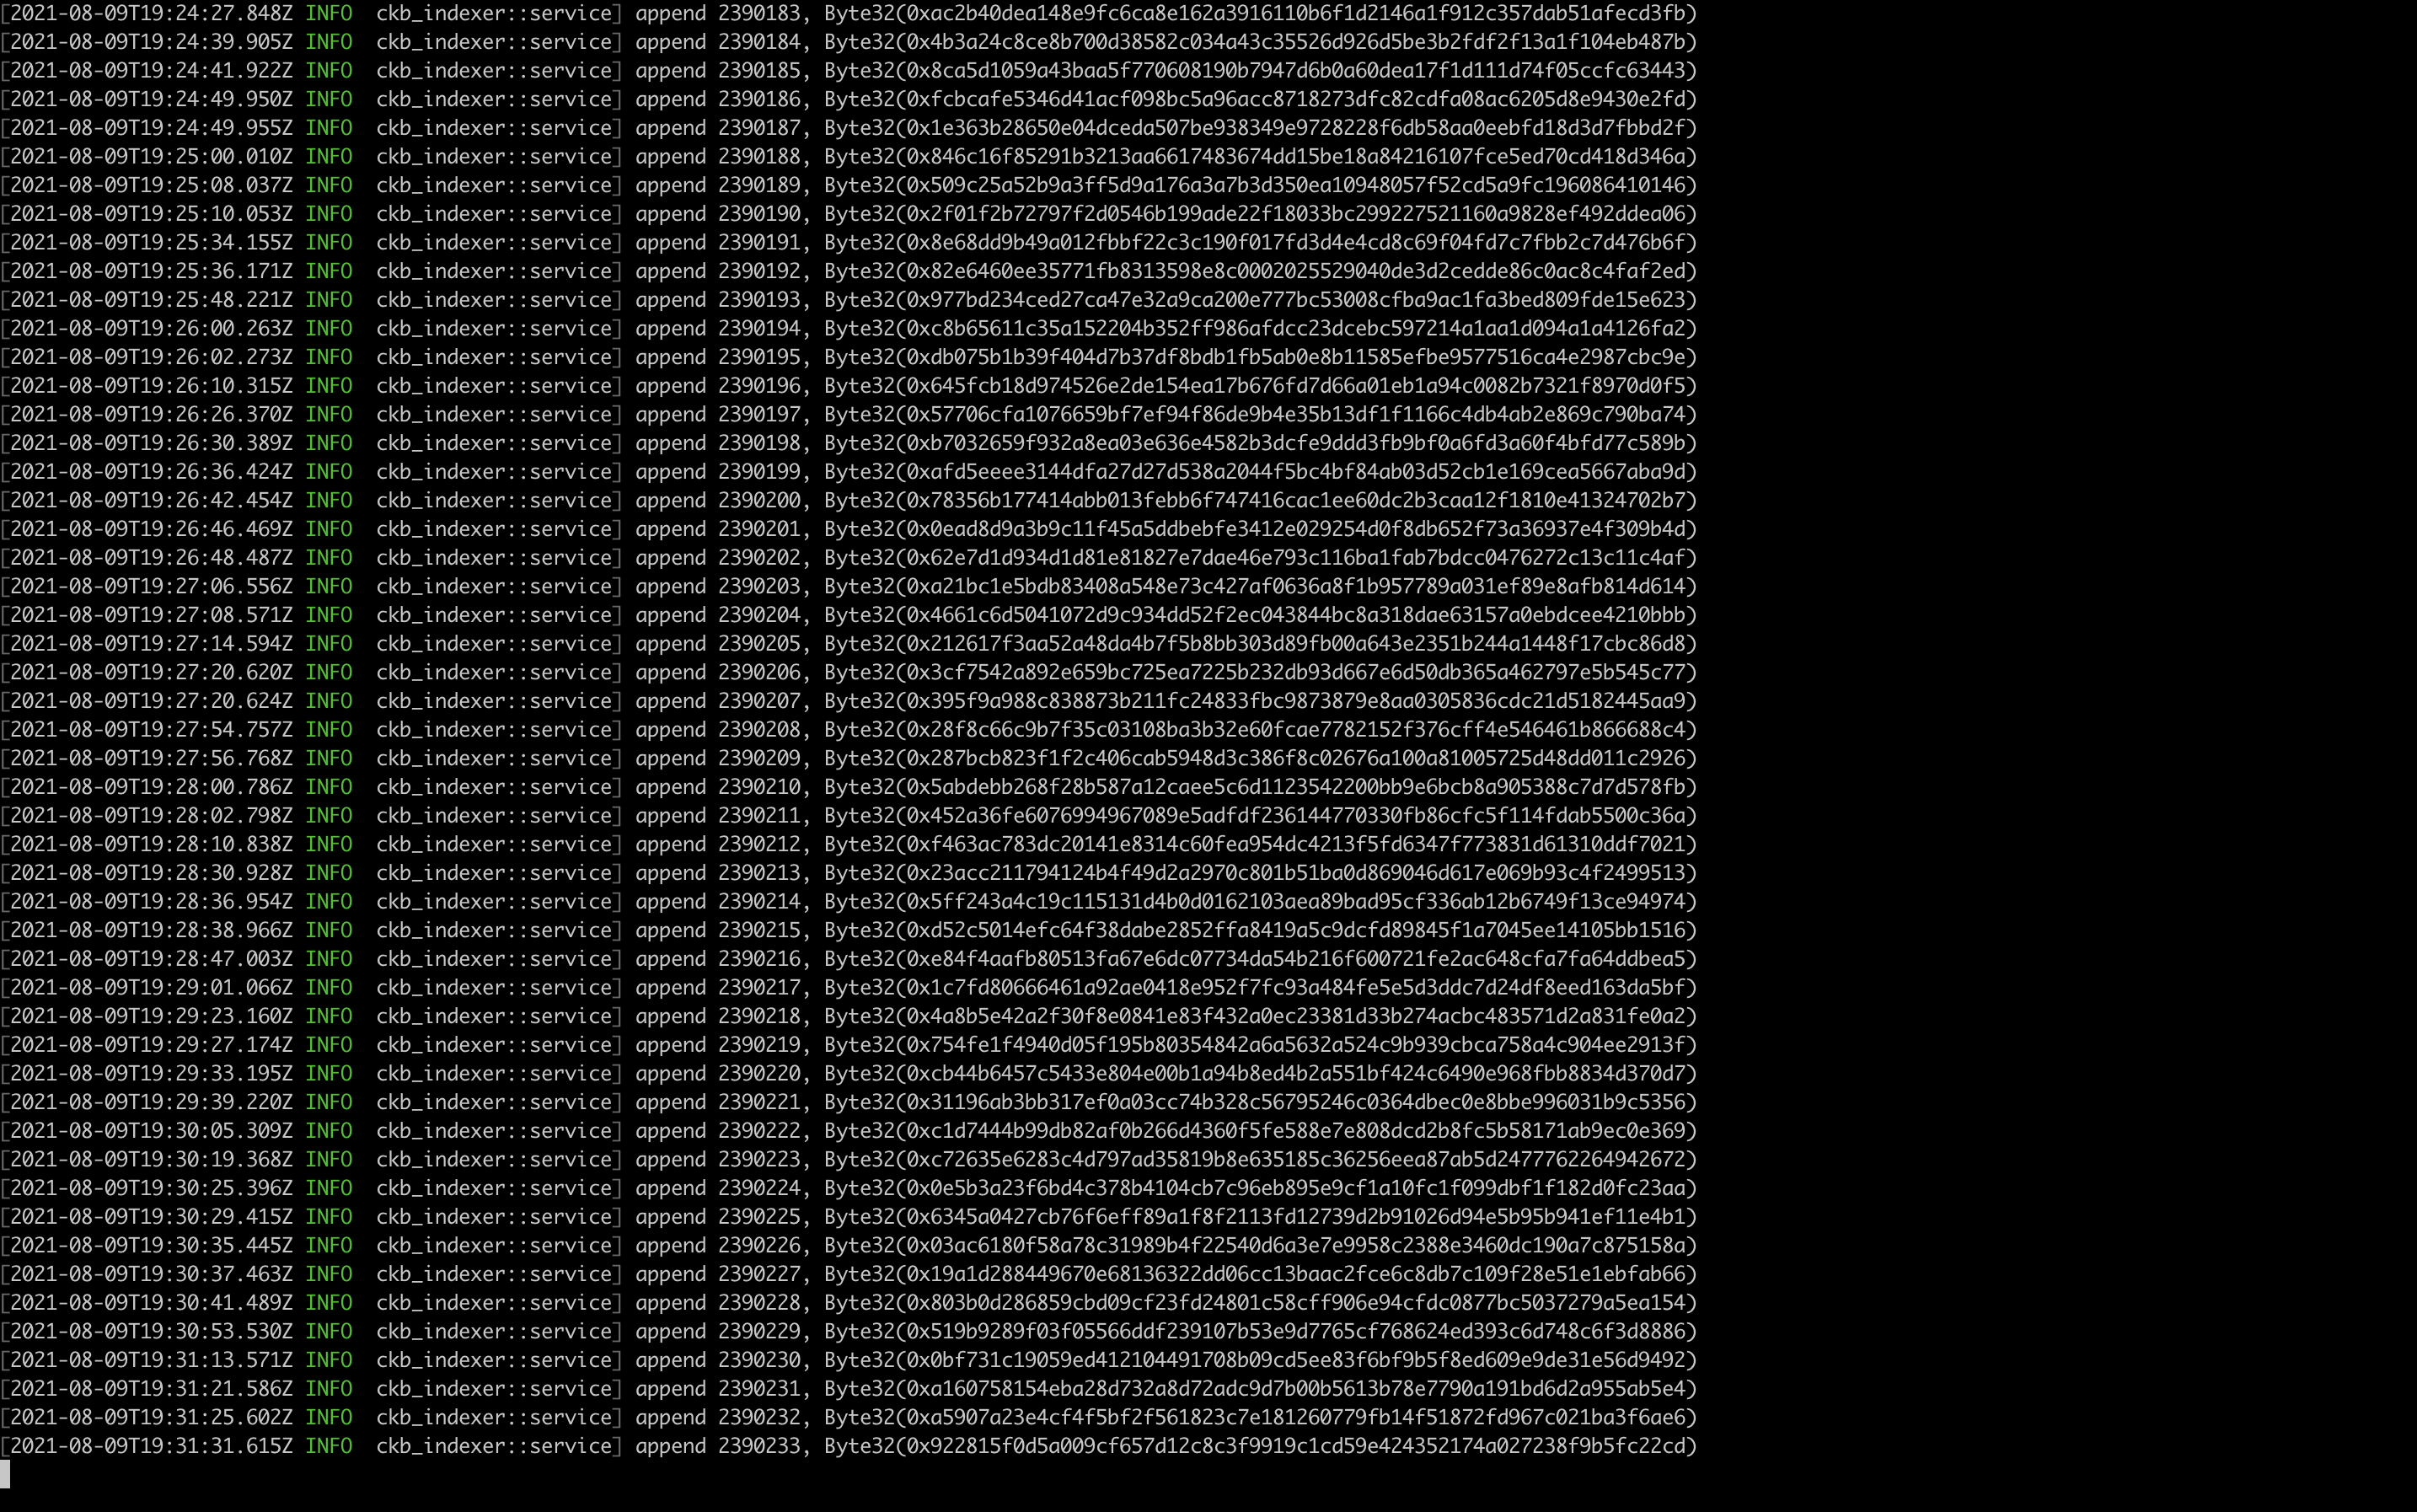 [2021-08-09T19:24:27.848Z INFO  ckb_indexer::service] append 2390183, Byte32(0xac2b40dea148e9fc6ca8e162a3916110b6f1d2146a1f912c357dab51afecd3fb)
[2021-08-09T19:24:39.905Z INFO  ckb_indexer::service] append 2390184, Byte32(0x4b3a24c8ce8b700d38582c034a43c35526d926d5be3b2fdf2f13a1f104eb487b)
[2021-08-09T19:24:41.922Z INFO  ckb_indexer::service] append 2390185, Byte32(0x8ca5d1059a43baa5f770608190b7947d6b0a60dea17f1d111d74f05ccfc63443)
[2021-08-09T19:24:49.950Z INFO  ckb_indexer::service] append 2390186, Byte32(0xfcbcafe5346d41acf098bc5a96acc8718273dfc82cdfa08ac6205d8e9430e2fd)
[2021-08-09T19:24:49.955Z INFO  ckb_indexer::service] append 2390187, Byte32(0x1e363b28650e04dceda507be938349e9728228f6db58aa0eebfd18d3d7fbbd2f)
[2021-08-09T19:25:00.010Z INFO  ckb_indexer::service] append 2390188, Byte32(0x846c16f85291b3213aa6617483674dd15be18a84216107fce5ed70cd418d346a)
[2021-08-09T19:25:08.037Z INFO  ckb_indexer::service] append 2390189, Byte32(0x509c25a52b9a3ff5d9a176a3a7b3d350ea10948057f52cd5a9fc196086410146)
[2021-08-09T19:25:10.053Z INFO  ckb_indexer::service] append 2390190, Byte32(0x2f01f2b72797f2d0546b199ade22f18033bc299227521160a9828ef492ddea06)
[2021-08-09T19:25:34.155Z INFO  ckb_indexer::service] append 2390191, Byte32(0x8e68dd9b49a012fbbf22c3c190f017fd3d4e4cd8c69f04fd7c7fbb2c7d476b6f)
[2021-08-09T19:25:36.171Z INFO  ckb_indexer::service] append 2390192, Byte32(0x82e6460ee35771fb8313598e8c0002025529040de3d2cedde86c0ac8c4faf2ed)
[2021-08-09T19:25:48.221Z INFO  ckb_indexer::service] append 2390193, Byte32(0x977bd234ced27ca47e32a9ca200e777bc53008cfba9ac1fa3bed809fde15e623)
[2021-08-09T19:26:00.263Z INFO  ckb_indexer::service] append 2390194, Byte32(0xc8b65611c35a152204b352ff986afdcc23dcebc597214a1aa1d094a1a4126fa2)
[2021-08-09T19:26:02.273Z INFO  ckb_indexer::service] append 2390195, Byte32(0xdb075b1b39f404d7b37df8bdb1fb5ab0e8b11585efbe9577516ca4e2987cbc9e)
[2021-08-09T19:26:10.315Z INFO  ckb_indexer::service] append 2390196, Byte32(0x645fcb18d974526e2de154ea17b676fd7d66a01eb1a94c0082b7321f8970d0f5)
[2021-08-09T19:26:26.370Z INFO  ckb_indexer::service] append 2390197, Byte32(0x57706cfa1076659bf7ef94f86de9b4e35b13df1f1166c4db4ab2e869c790ba74)
[2021-08-09T19:26:30.389Z INFO  ckb_indexer::service] append 2390198, Byte32(0xb7032659f932a8ea03e636e4582b3dcfe9ddd3fb9bf0a6fd3a60f4bfd77c589b)
[2021-08-09T19:26:36.424Z INFO  ckb_indexer::service] append 2390199, Byte32(0xafd5eeee3144dfa27d27d538a2044f5bc4bf84ab03d52cb1e169cea5667aba9d)
[2021-08-09T19:26:42.454Z INFO  ckb_indexer::service] append 2390200, Byte32(0x78356b177414abb013febb6f747416cac1ee60dc2b3caa12f1810e41324702b7)
[2021-08-09T19:26:46.469Z INFO  ckb_indexer::service] append 2390201, Byte32(0x0ead8d9a3b9c11f45a5ddbebfe3412e029254d0f8db652f73a36937e4f309b4d)
[2021-08-09T19:26:48.487Z INFO  ckb_indexer::service] append 2390202, Byte32(0x62e7d1d934d1d81e81827e7dae46e793c116ba1fab7bdcc0476272c13c11c4af)
[2021-08-09T19:27:06.556Z INFO  ckb_indexer::service] append 2390203, Byte32(0xa21bc1e5bdb83408a548e73c427af0636a8f1b957789a031ef89e8afb814d614)
[2021-08-09T19:27:08.571Z INFO  ckb_indexer::service] append 2390204, Byte32(0x4661c6d5041072d9c934dd52f2ec043844bc8a318dae63157a0ebdcee4210bbb)
[2021-08-09T19:27:14.594Z INFO  ckb_indexer::service] append 2390205, Byte32(0x212617f3aa52a48da4b7f5b8bb303d89fb00a643e2351b244a1448f17cbc86d8)
[2021-08-09T19:27:20.620Z INFO  ckb_indexer::service] append 2390206, Byte32(0x3cf7542a892e659bc725ea7225b232db93d667e6d50db365a462797e5b545c77)
[2021-08-09T19:27:20.624Z INFO  ckb_indexer::service] append 2390207, Byte32(0x395f9a988c838873b211fc24833fbc9873879e8aa0305836cdc21d5182445aa9)
[2021-08-09T19:27:54.757Z INFO  ckb_indexer::service] append 2390208, Byte32(0x28f8c66c9b7f35c03108ba3b32e60fcae7782152f376cff4e546461b866688c4)
[2021-08-09T19:27:56.768Z INFO  ckb_indexer::service] append 2390209, Byte32(0x287bcb823f1f2c406cab5948d3c386f8c02676a100a81005725d48dd011c2926)
[2021-08-09T19:28:00.786Z INFO  ckb_indexer::service] append 2390210, Byte32(0x5abdebb268f28b587a12caee5c6d1123542200bb9e6bcb8a905388c7d7d578fb)
[2021-08-09T19:28:02.798Z INFO  ckb_indexer::service] append 2390211, Byte32(0x452a36fe6076994967089e5adfdf236144770330fb86cfc5f114fdab5500c36a)
[2021-08-09T19:28:10.838Z INFO  ckb_indexer::service] append 2390212, Byte32(0xf463ac783dc20141e8314c60fea954dc4213f5fd6347f773831d61310ddf7021)
[2021-08-09T19:28:30.928Z INFO  ckb_indexer::service] append 2390213, Byte32(0x23acc211794124b4f49d2a2970c801b51ba0d869046d617e069b93c4f2499513)
[2021-08-09T19:28:36.954Z INFO  ckb_indexer::service] append 2390214, Byte32(0x5ff243a4c19c115131d4b0d0162103aea89bad95cf336ab12b6749f13ce94974)
[2021-08-09T19:28:38.966Z INFO  ckb_indexer::service] append 2390215, Byte32(0xd52c5014efc64f38dabe2852ffa8419a5c9dcfd89845f1a7045ee14105bb1516)
[2021-08-09T19:28:47.003Z INFO  ckb_indexer::service] append 2390216, Byte32(0xe84f4aafb80513fa67e6dc07734da54b216f600721fe2ac648cfa7fa64ddbea5)
[2021-08-09T19:29:01.066Z INFO  ckb_indexer::service] append 2390217, Byte32(0x1c7fd80666461a92ae0418e952f7fc93a484fe5e5d3ddc7d24df8eed163da5bf)
[2021-08-09T19:29:23.160Z INFO  ckb_indexer::service] append 2390218, Byte32(0x4a8b5e42a2f30f8e0841e83f432a0ec23381d33b274acbc483571d2a831fe0a2)
[2021-08-09T19:29:27.174Z INFO  ckb_indexer::service] append 2390219, Byte32(0x754fe1f4940d05f195b80354842a6a5632a524c9b939cbca758a4c904ee2913f)
[2021-08-09T19:29:33.195Z INFO  ckb_indexer::service] append 2390220, Byte32(0xcb44b6457c5433e804e00b1a94b8ed4b2a551bf424c6490e968fbb8834d370d7)
[2021-08-09T19:29:39.220Z INFO  ckb_indexer::service] append 2390221, Byte32(0x31196ab3bb317ef0a03cc74b328c56795246c0364dbec0e8bbe996031b9c5356)
[2021-08-09T19:30:05.309Z INFO  ckb_indexer::service] append 2390222, Byte32(0xc1d7444b99db82af0b266d4360f5fe588e7e808dcd2b8fc5b58171ab9ec0e369)
[2021-08-09T19:30:19.368Z INFO  ckb_indexer::service] append 2390223, Byte32(0xc72635e6283c4d797ad35819b8e635185c36256eea87ab5d2477762264942672)
[2021-08-09T19:30:25.396Z INFO  ckb_indexer::service] append 2390224, Byte32(0x0e5b3a23f6bd4c378b4104cb7c96eb895e9cf1a10fc1f099dbf1f182d0fc23aa)
[2021-08-09T19:30:29.415Z INFO  ckb_indexer::service] append 2390225, Byte32(0x6345a0427cb76f6eff89a1f8f2113fd12739d2b91026d94e5b95b941ef11e4b1)
[2021-08-09T19:30:35.445Z INFO  ckb_indexer::service] append 2390226, Byte32(0x03ac6180f58a78c31989b4f22540d6a3e7e9958c2388e3460dc190a7c875158a)
[2021-08-09T19:30:37.463Z INFO  ckb_indexer::service] append 2390227, Byte32(0x19a1d288449670e68136322dd06cc13baac2fce6c8db7c109f28e51e1ebfab66)
[2021-08-09T19:30:41.489Z INFO  ckb_indexer::service] append 2390228, Byte32(0x803b0d286859cbd09cf23fd24801c58cff906e94cfdc0877bc5037279a5ea154)
[2021-08-09T19:30:53.530Z INFO  ckb_indexer::service] append 2390229, Byte32(0x519b9289f03f05566ddf239107b53e9d7765cf768624ed393c6d748c6f3d8886)
[2021-08-09T19:31:13.571Z INFO  ckb_indexer::service] append 2390230, Byte32(0x0bf731c19059ed412104491708b09cd5ee83f6bf9b5f8ed609e9de31e56d9492)
[2021-08-09T19:31:21.586Z INFO  ckb_indexer::service] append 2390231, Byte32(0xa160758154eba28d732a8d72adc9d7b00b5613b78e7790a191bd6d2a955ab5e4)
[2021-08-09T19:31:25.602Z INFO  ckb_indexer::service] append 2390232, Byte32(0xa5907a23e4cf4f5bf2f561823c7e181260779fb14f51872fd967c021ba3f6ae6)
[2021-08-09T19:31:31.615Z INFO  ckb_indexer::service] append 2390233, Byte32(0x922815f0d5a009cf657d12c8c3f9919c1cd59e424352174a027238f9b5fc22cd)